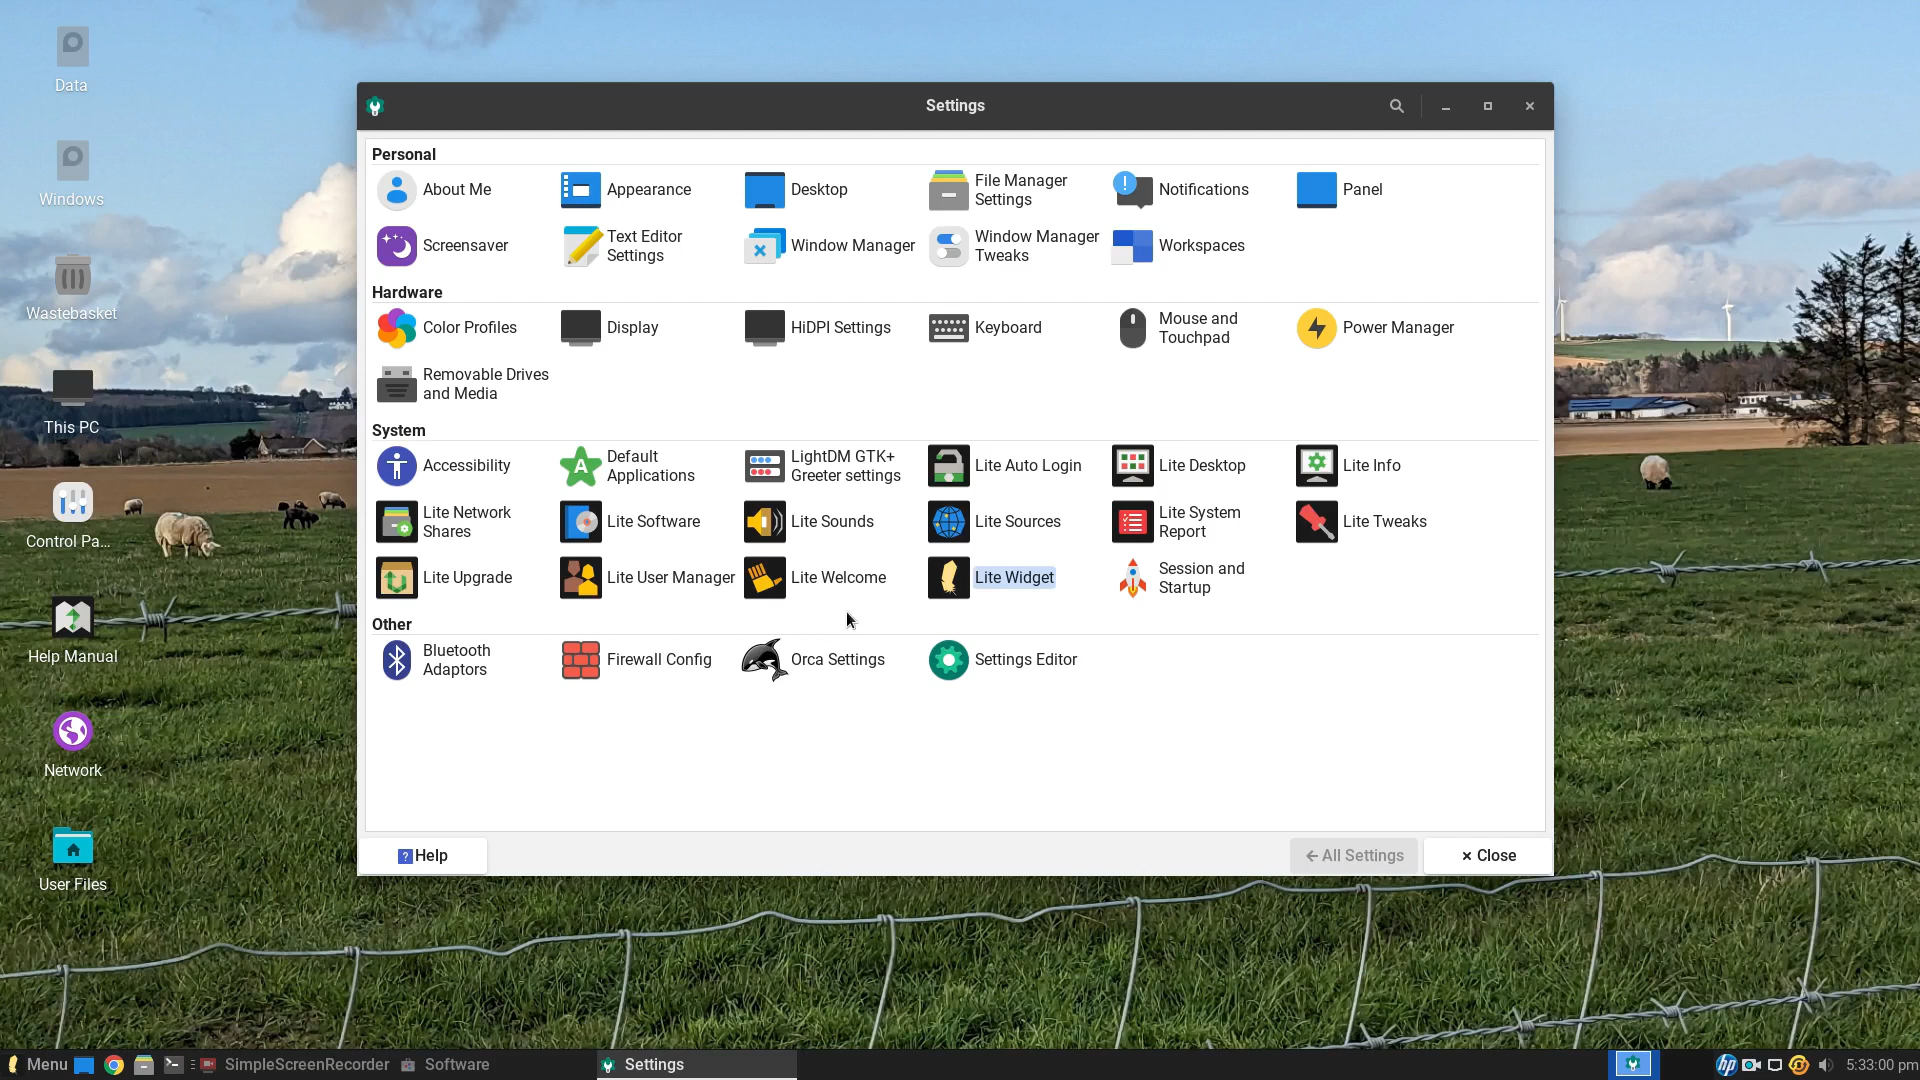 Data
Windows
Wastebasket
This PC
Control Pa...
Help Manual
Network
User Files
Settings
Personal
About Me
Appearance
Desktop
File Manager
Settings
Notifications
Panel
Screensaver
Text Editor
Settings
Window Manager
Window Manager
Tweaks
Workspaces
Hardware
Color Profiles
Display
HiDPI Settings
Keyboard
Mouse and
Touchpad
Power Manager
Removable Drives
and Media
System
Accessibility
Default
Applications
LightDM GTK+
Greeter settings
Lite Auto Login
Lite Desktop
Lite Info
Lite Network
Shares
Lite Software
Lite Sounds
Lite Sources
Lite System
Report
Lite Tweaks
Lite Upgrade
Lite User Manager
Lite Welcome
Lite Widget
Session and
Startup
Other
Bluetooth
Adaptors
Firewall Config
Orca Settings
Settings Editor
? Help
All Settings
Close
Menu
SimpleScreenRecorder
Software
Settings
hp
5:33:00 pm